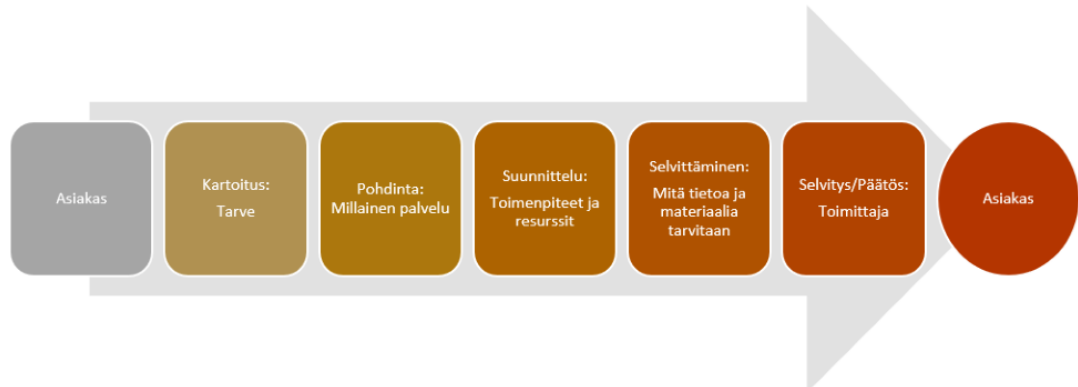 Asiakas
Kartoitus:
Tarve
Pohdinta:
Millainen palvelu
Suunnittelu:
Toimenpiteet ja
resurssit
Selvittäminen:
Mitä tietoa ja
materiaalia
tarvitaan
Selvitys/Päätös:
Toimittaja
Asiakas